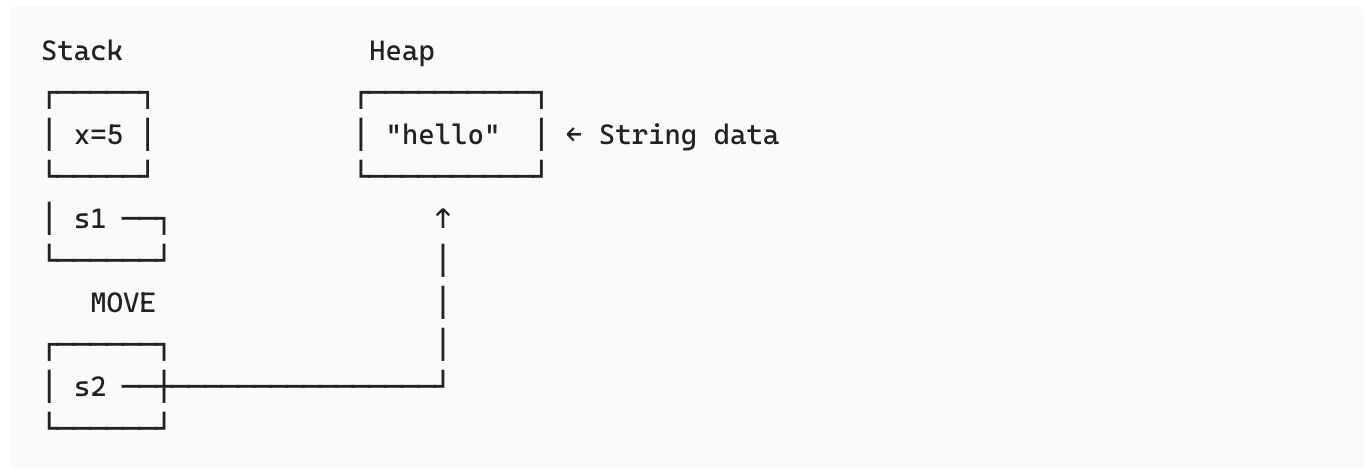 Stack Heap
x=5 "hello" ← String data
s1 ↑
MOVE
s2